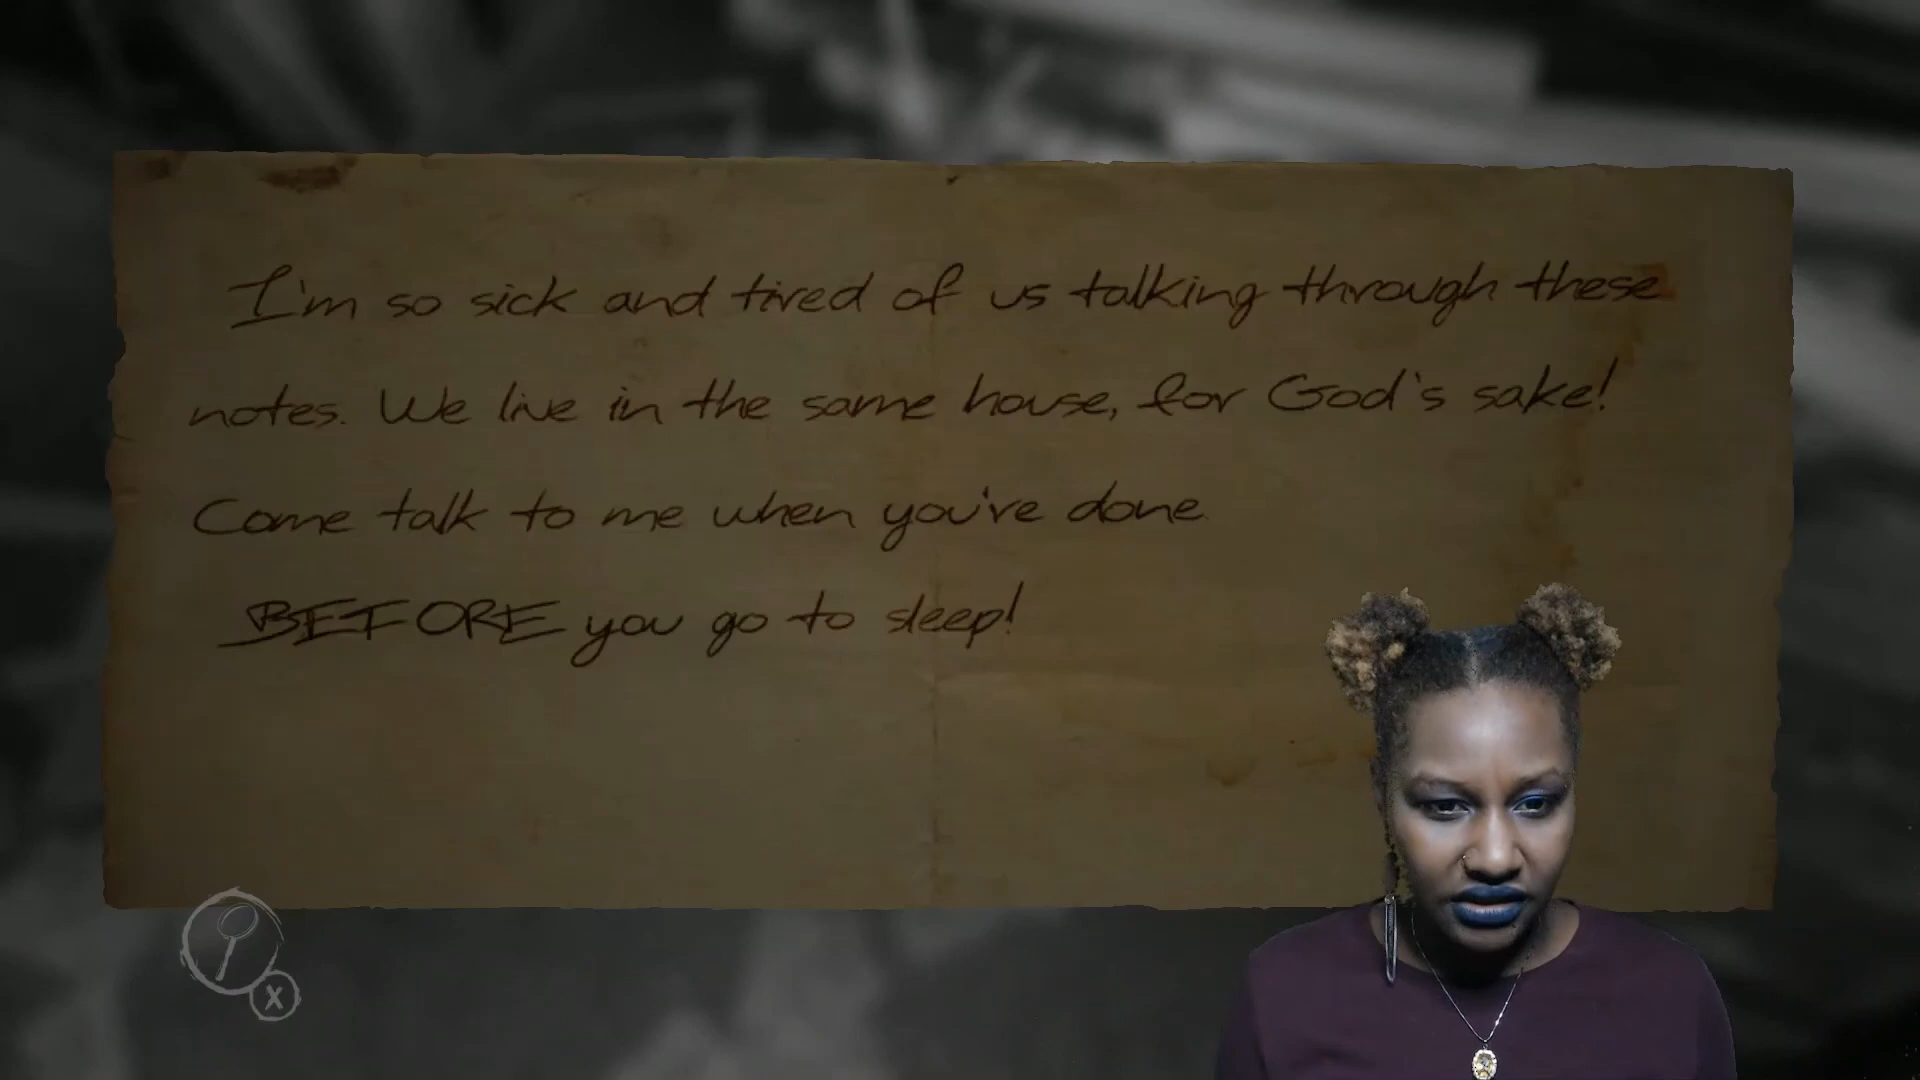 I'm so sick and tired of us talking through these
notes. We live in the same house, for God's sake!
Come talk to me when you're done.
BEFORE you go to sleep!
X